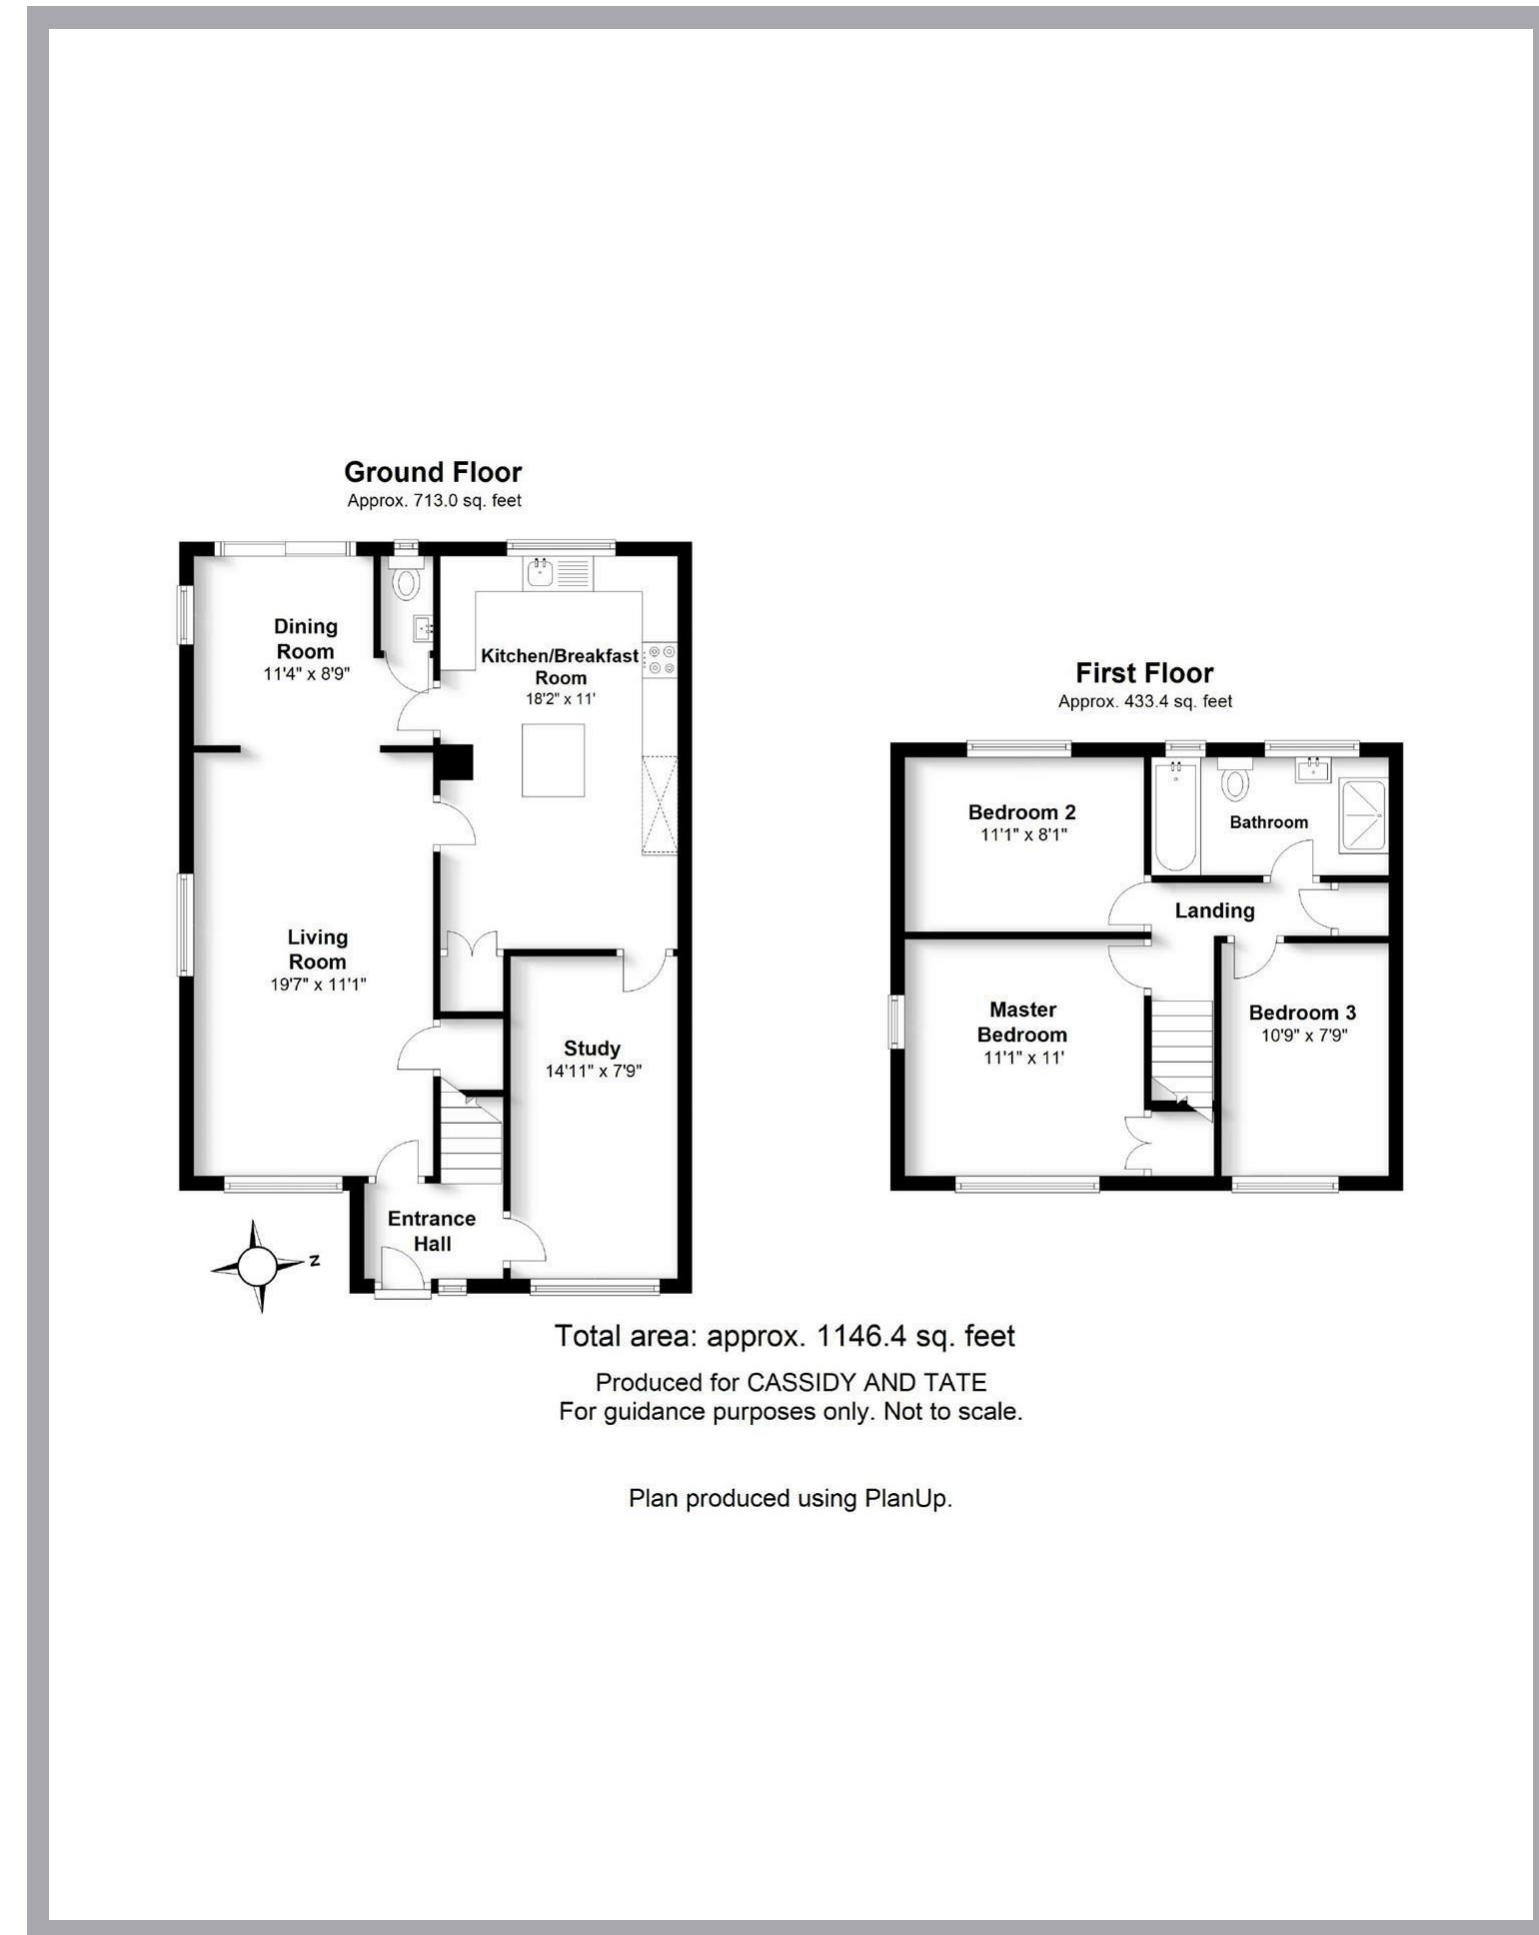 Ground Floor
Approx. 713.0 sq. feet
Dining
Room
11'4" x 8'9"
Kitchen/Breakfast
Room
18'2" x 11'
Living
Room
19'7" x 11'1"
Study
14'11" x 7'9"
Entrance
Hall
Z
First Floor
Approx. 433.4 sq. feet
Bedroom 2
11'1" x 8'1"
Bathroom
Landing
Master
Bedroom
11'1" x 11'
Bedroom 3
10'9" x 7'9"
Total area: approx. 1146.4 sq. feet
Produced for CASSIDY AND TATE
For guidance purposes only. Not to scale.
Plan produced using PlanUp.